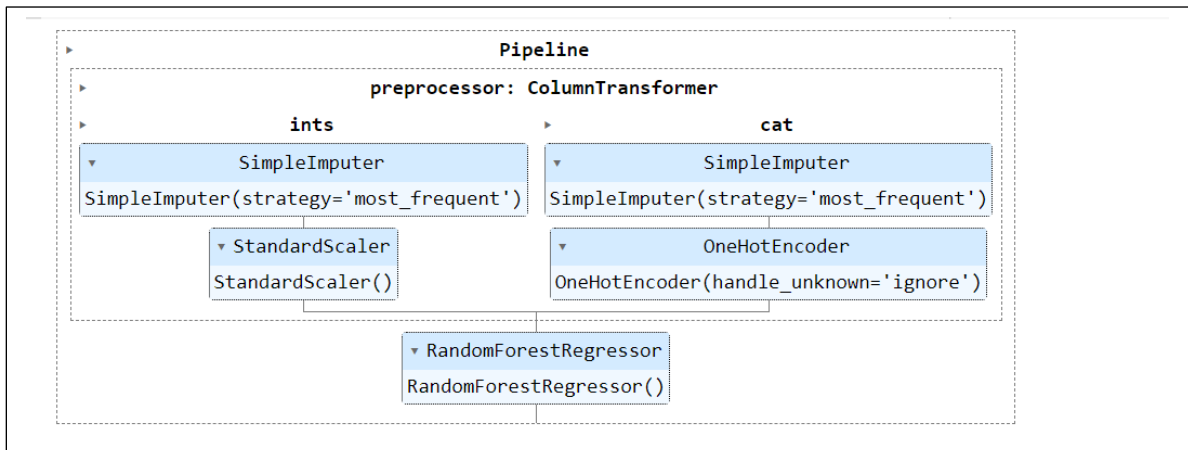 Pipeline
preprocessor: ColumnTransformer
ints
cat
SimpleImputer
SimpleImputer(strategy='most_frequent')
SimpleImputer
SimpleImputer(strategy='most_frequent')
StandardScaler
StandardScaler()
OneHotEncoder
OneHotEncoder(handle_unknown='ignore')
RandomForestRegressor
RandomForestRegressor()